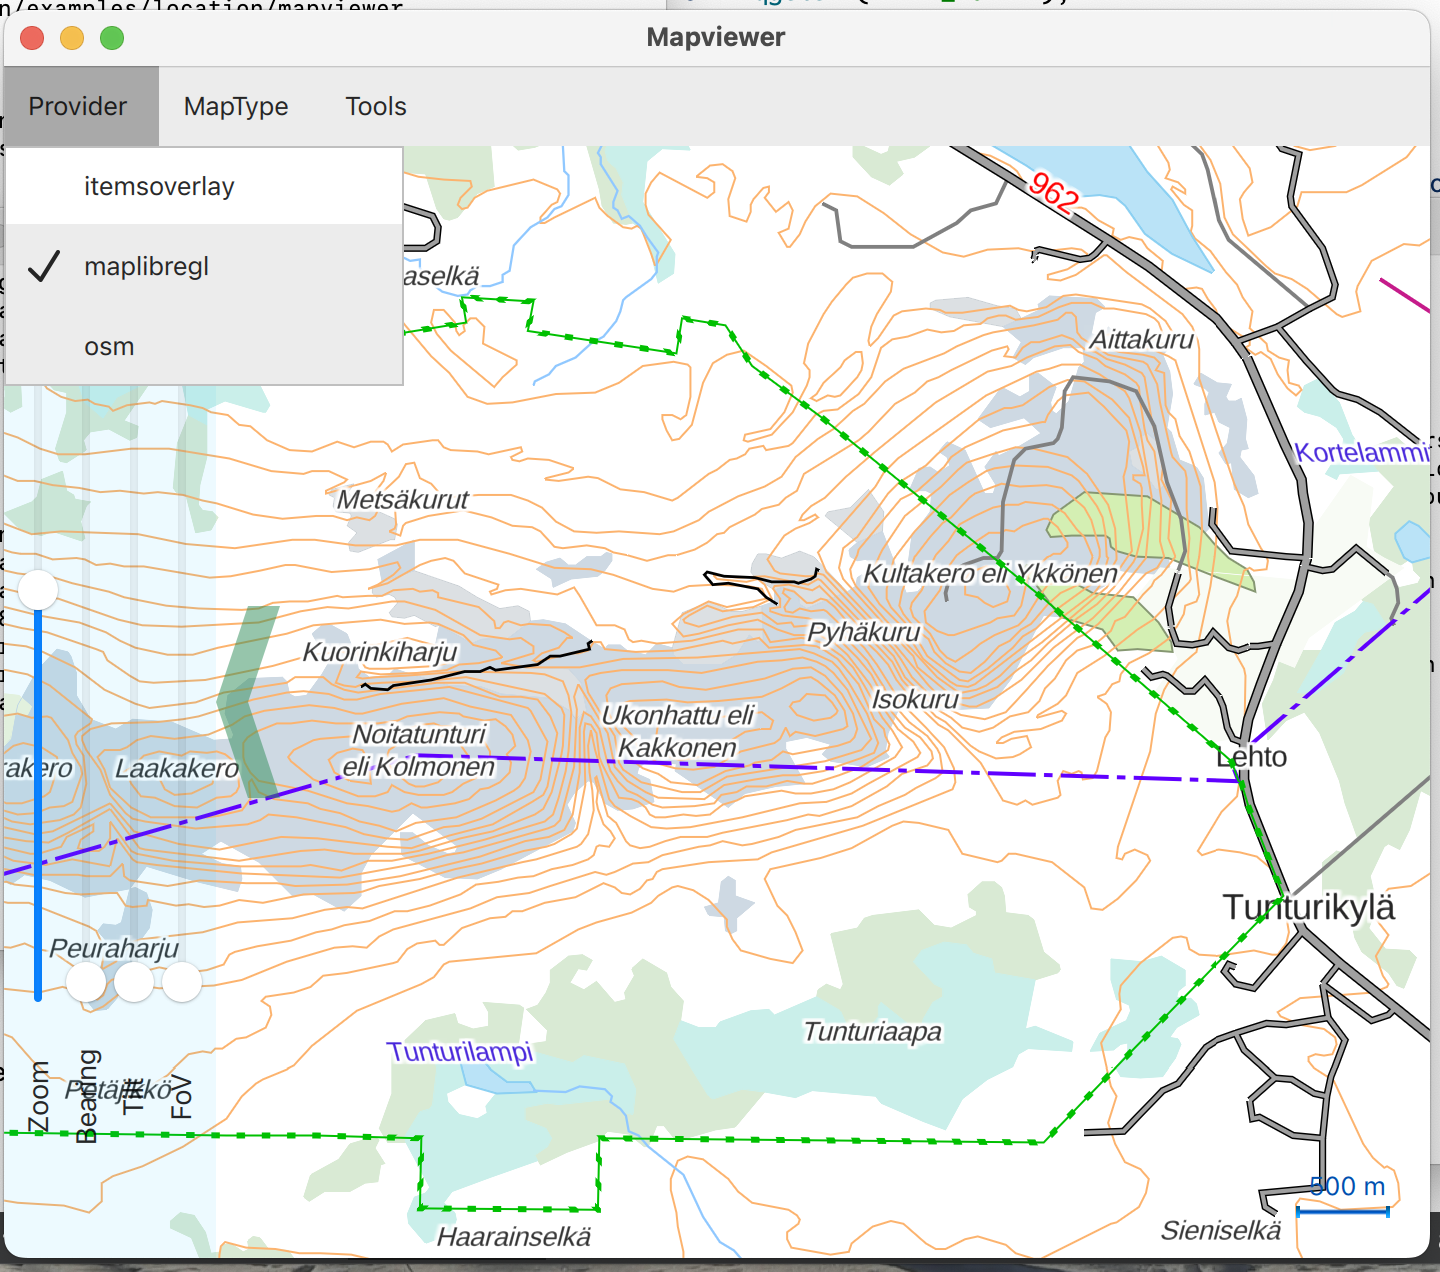 n/examples/location/mapviewer
Mapviewer
Provider
MapType
Tools
itemsoverlay
maplibregl
osm
962
aselkä
Aittakuru
Kortelammi
Metsäkurut
Kultakero eli Ykkönen
Pyhäkuru
Kuorinkiharju
Isokuru
Ukonhattu eli
Kakkonen
Noitatunturi
eli Kolmonen
akero
Laakakero
Lehto
Tunturikylä
Peuraharju
Tunturiaapa
Tunturilampi
Zoom
Bearing
Tilt
FoV
500 m
Haarainselkä
Sieniselkä